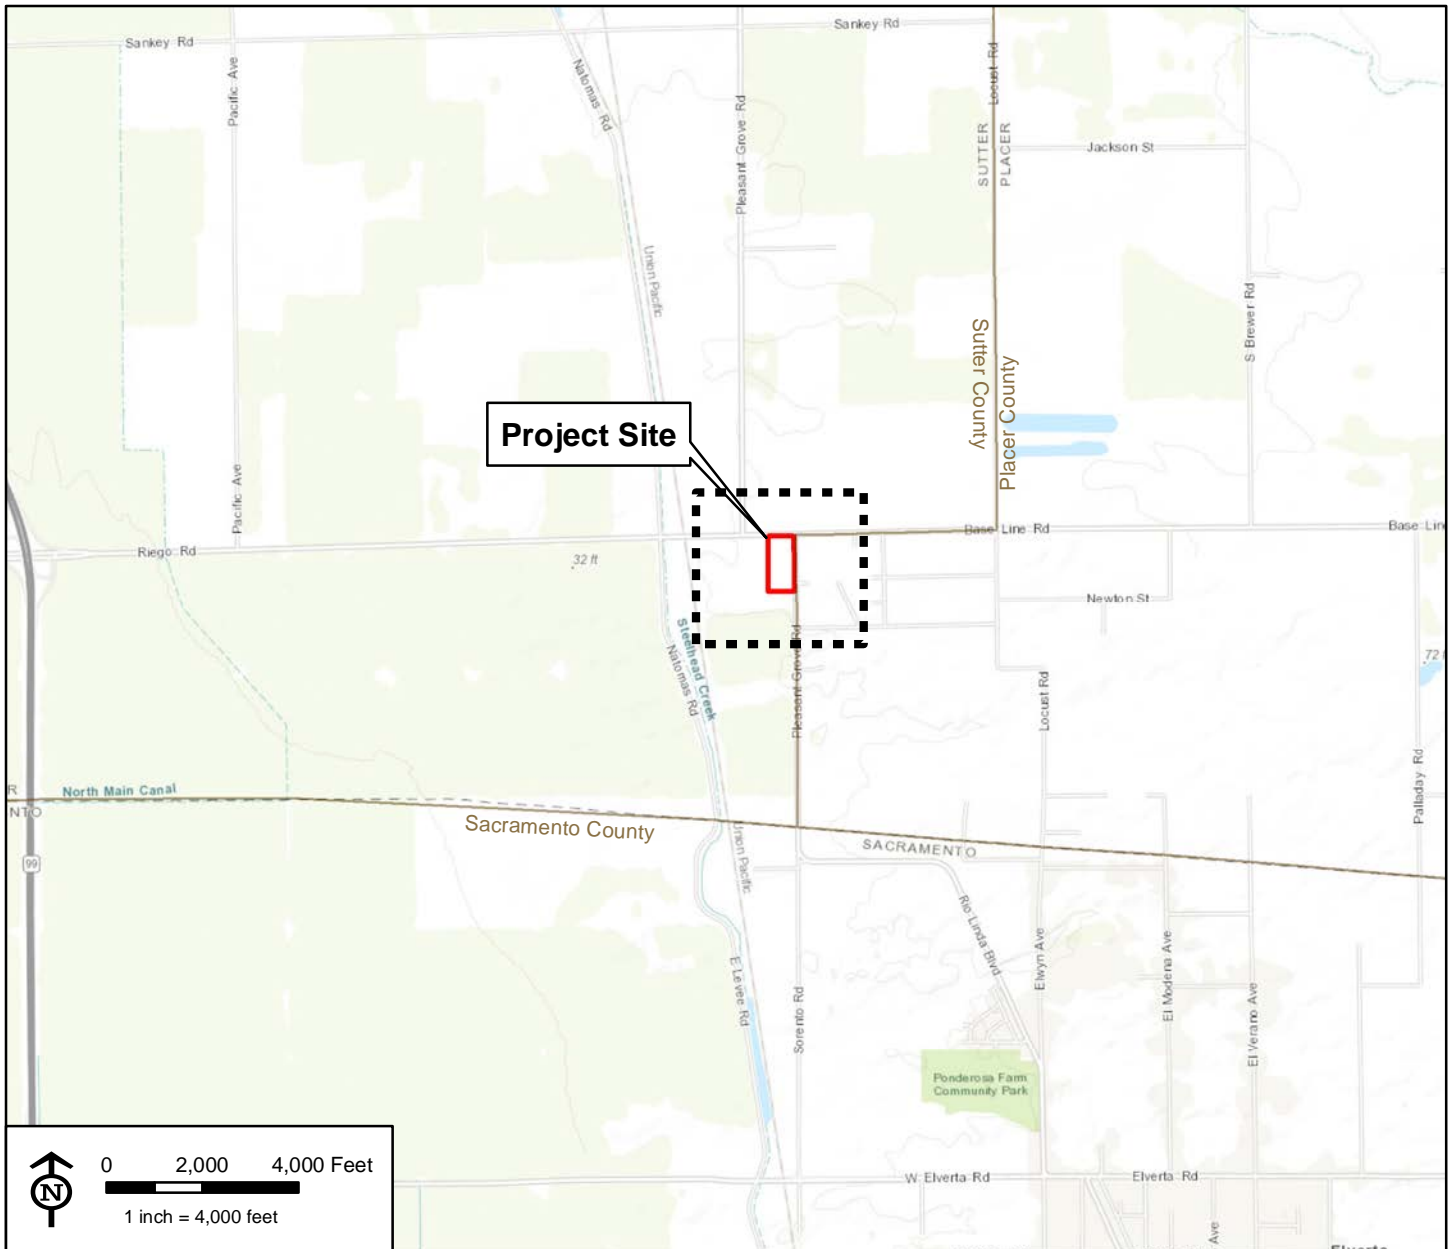 Sankey Rd
Sankey Rd
Pacific Ave
Natomas Rd
Pleasant Grove Rd
Locust Rd
SUTTER
PLACER
Jackson St
Union Pacific
S Brewer Rd
Sutter County
Placer County
Project Site
Pacific Ave
Riego Rd
32 ft
Base Line Rd
Base Lin
Newton St
Steelhead Creek
Natomas Rd
Pleasant Grove Rd
Locust Rd
72 f
Palladay Rd
R
NTO
North Main Canal
Sacramento County
SACRAMENTO
99
Union Pacific
Rio Linda Blvd
Elwyn Ave
El Modena Ave
El Verano Ave
E Levee Rd
Sorento Rd
Ponderosa Farm
Community Park
W Elverta Rd
Elverta Rd
Ave
Elverta
N
0 2,000 4,000 Feet
1 inch = 4,000 feet